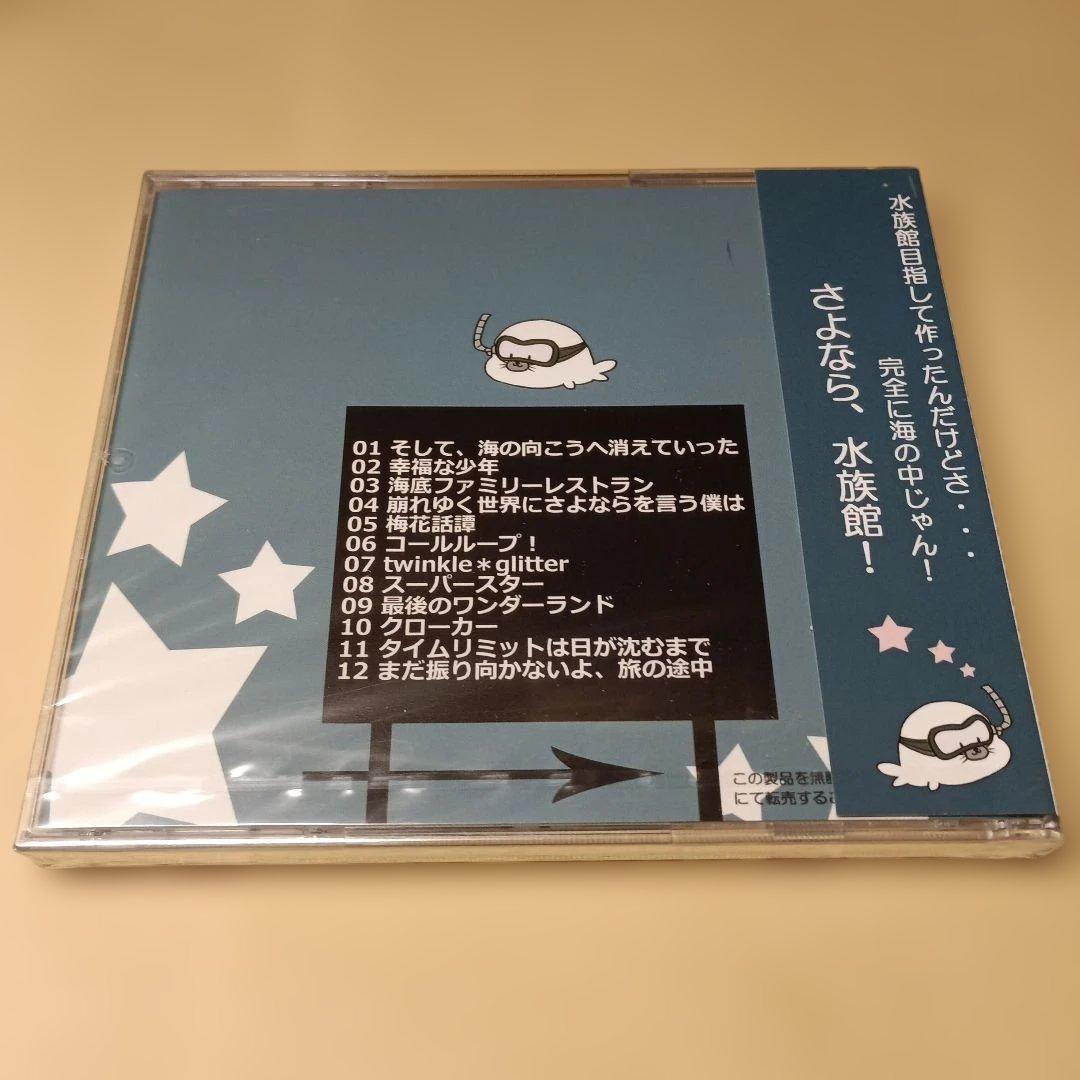 01 そして、海の向こうへ消えていった
02 幸福な少年
03 海底ファミリーレストラン
04 崩れゆく世界にさよならを言う僕は
05 梅花話譚
06 コールループ！
07 twinkle＊glitter
08 スーパースター
09 最後のワンダーランド
10 クローカー
11 タイムリミットは日が沈むまで
12 まだ振り向かないよ、旅の途中
この製品を無断
にて転売するこ
水族館目指して作ったんだけどさ・・・
完全に海の中じゃん！
さよなら、水族館！